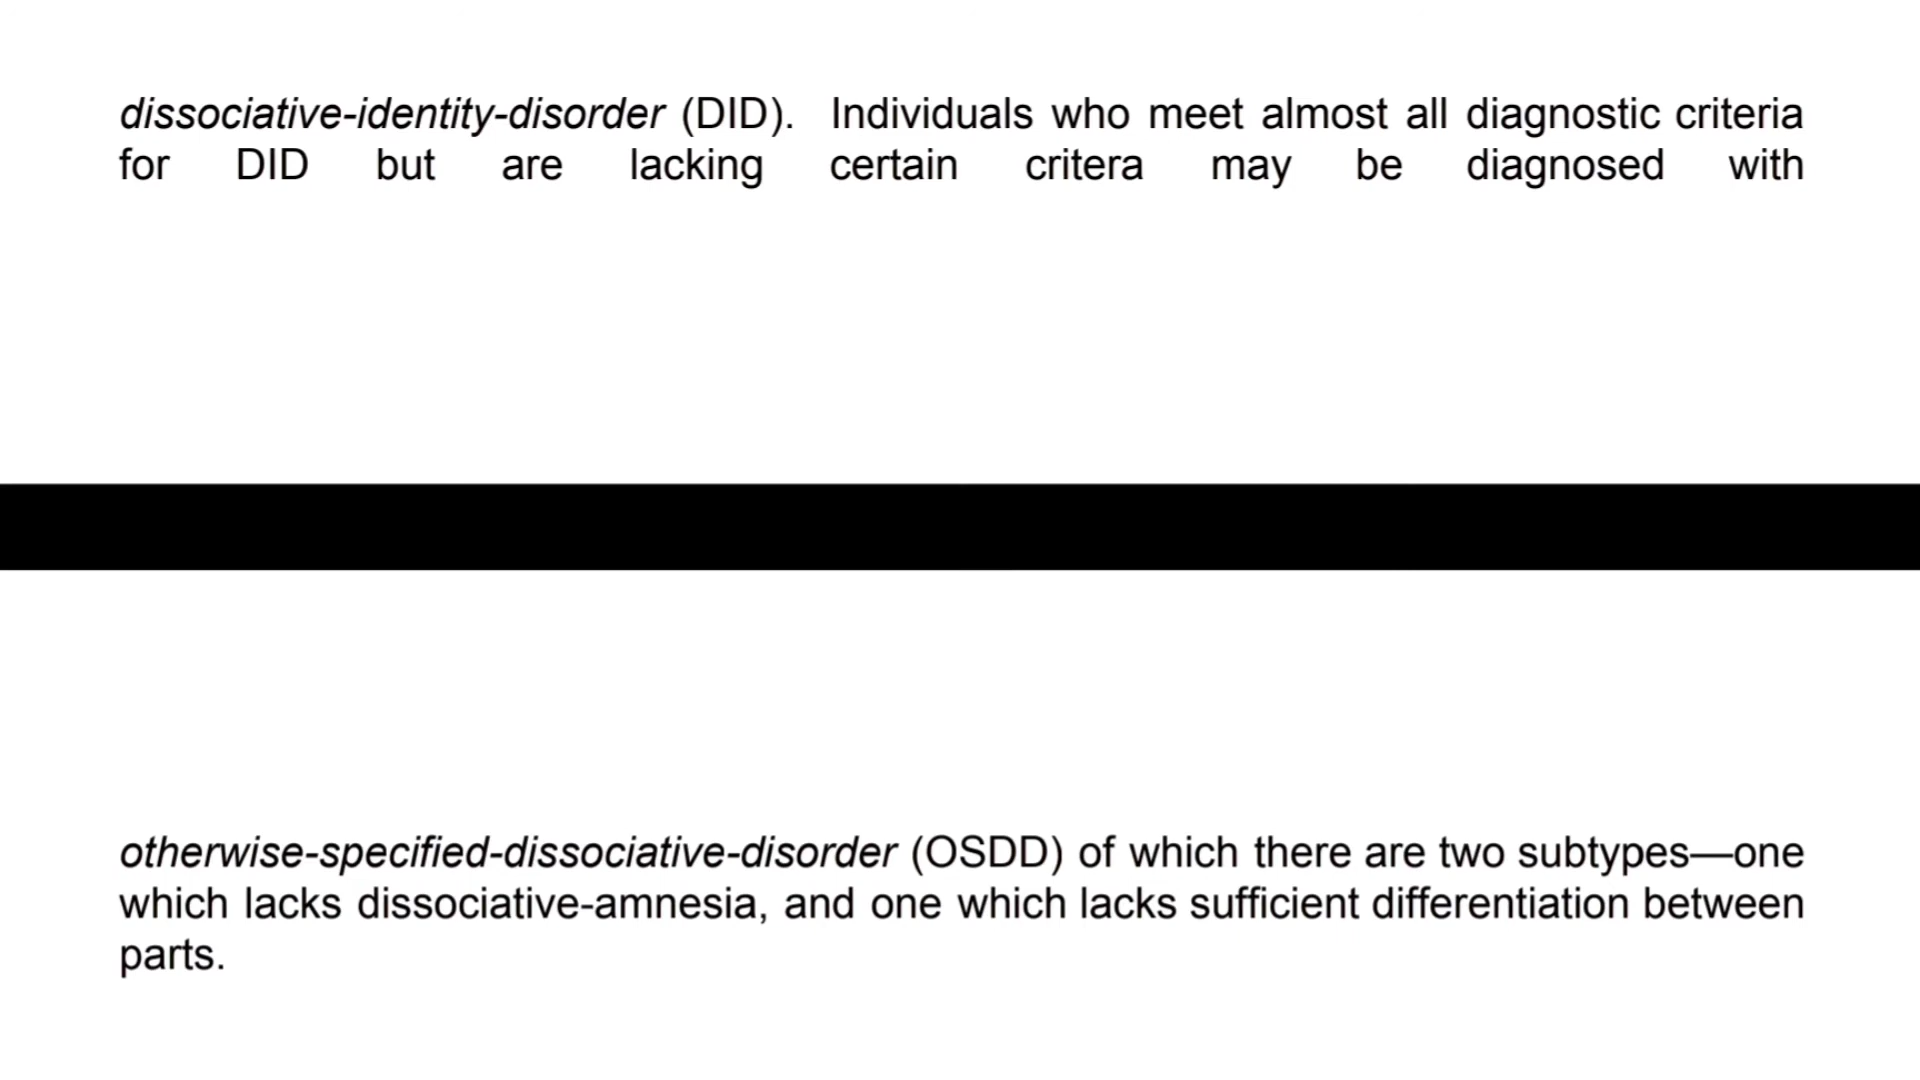 dissociative-identity-disorder (DID). Individuals who meet almost all diagnostic criteria
for DID but are lacking certain critera may be diagnosed with
otherwise-specified-dissociative-disorder (OSDD) of which there are two subtypes—one
which lacks dissociative-amnesia, and one which lacks sufficient differentiation between
parts.